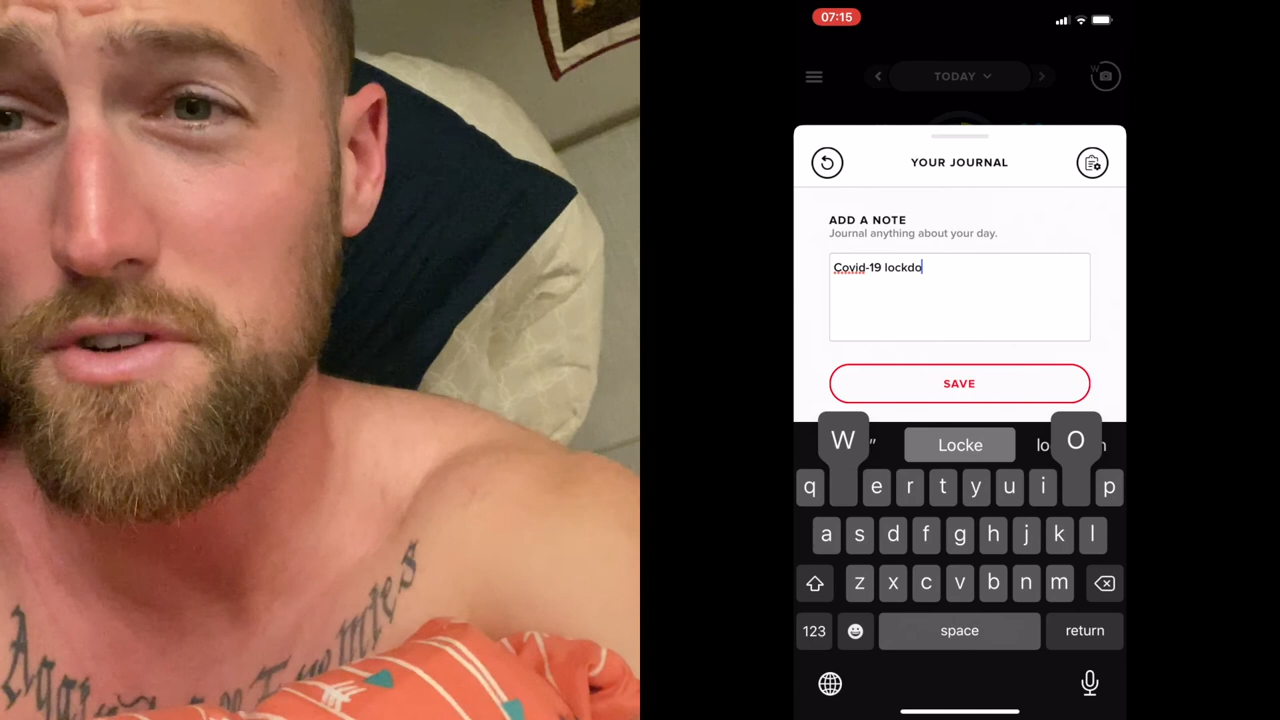 07:15
TODAY
W
YOUR JOURNAL
ADD A NOTE
Journal anything about your day.
Covid-19 lockdo
SAVE
W
Locke
O
q e r t y u i p
a s d f g h j k l
z x c v b n m
123
space
return